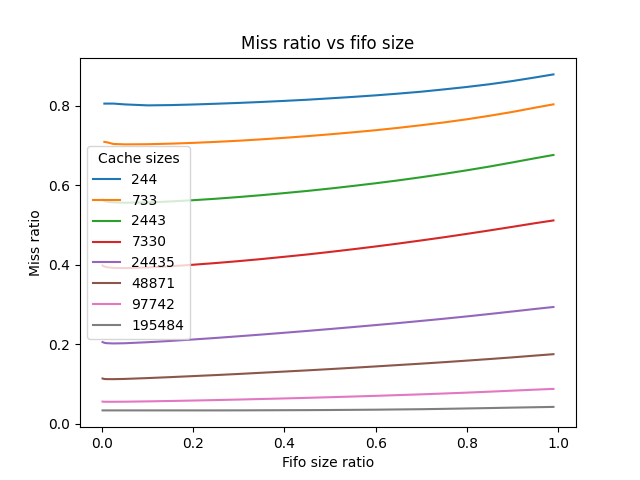 Miss ratio vs fifo size
Miss ratio
0.8
0.6
0.4
0.2
0.0
Cache sizes
244
733
2443
7330
24435
48871
97742
195484
0.0 0.2 0.4 0.6 0.8 1.0
Fifo size ratio